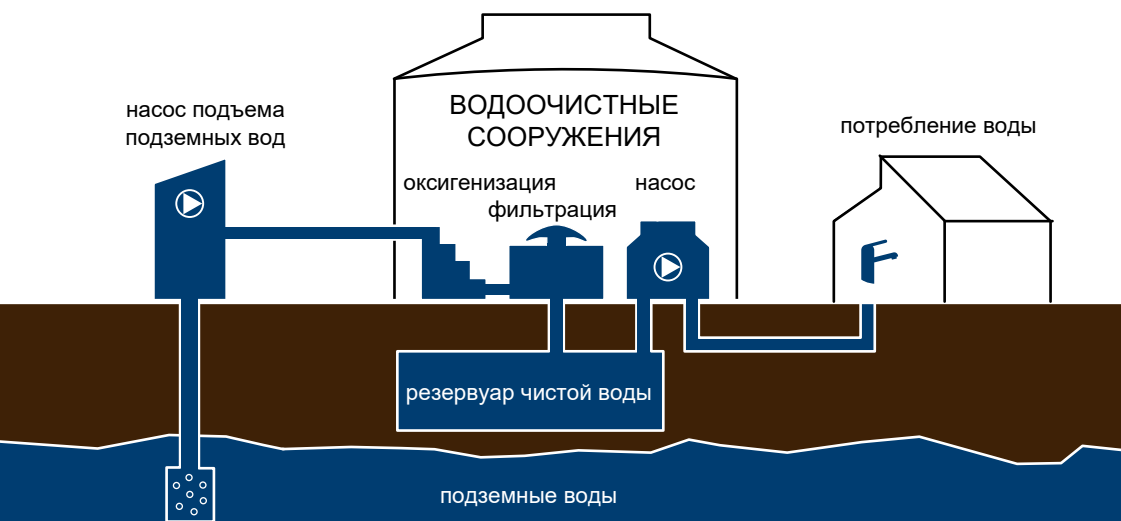 насос подъема
подземных вод
ВОДООЧИСТНЫЕ
СООРУЖЕНИЯ
потребление воды
оксигенизация
насос
фильтрация
резервуар чистой воды
подземные воды